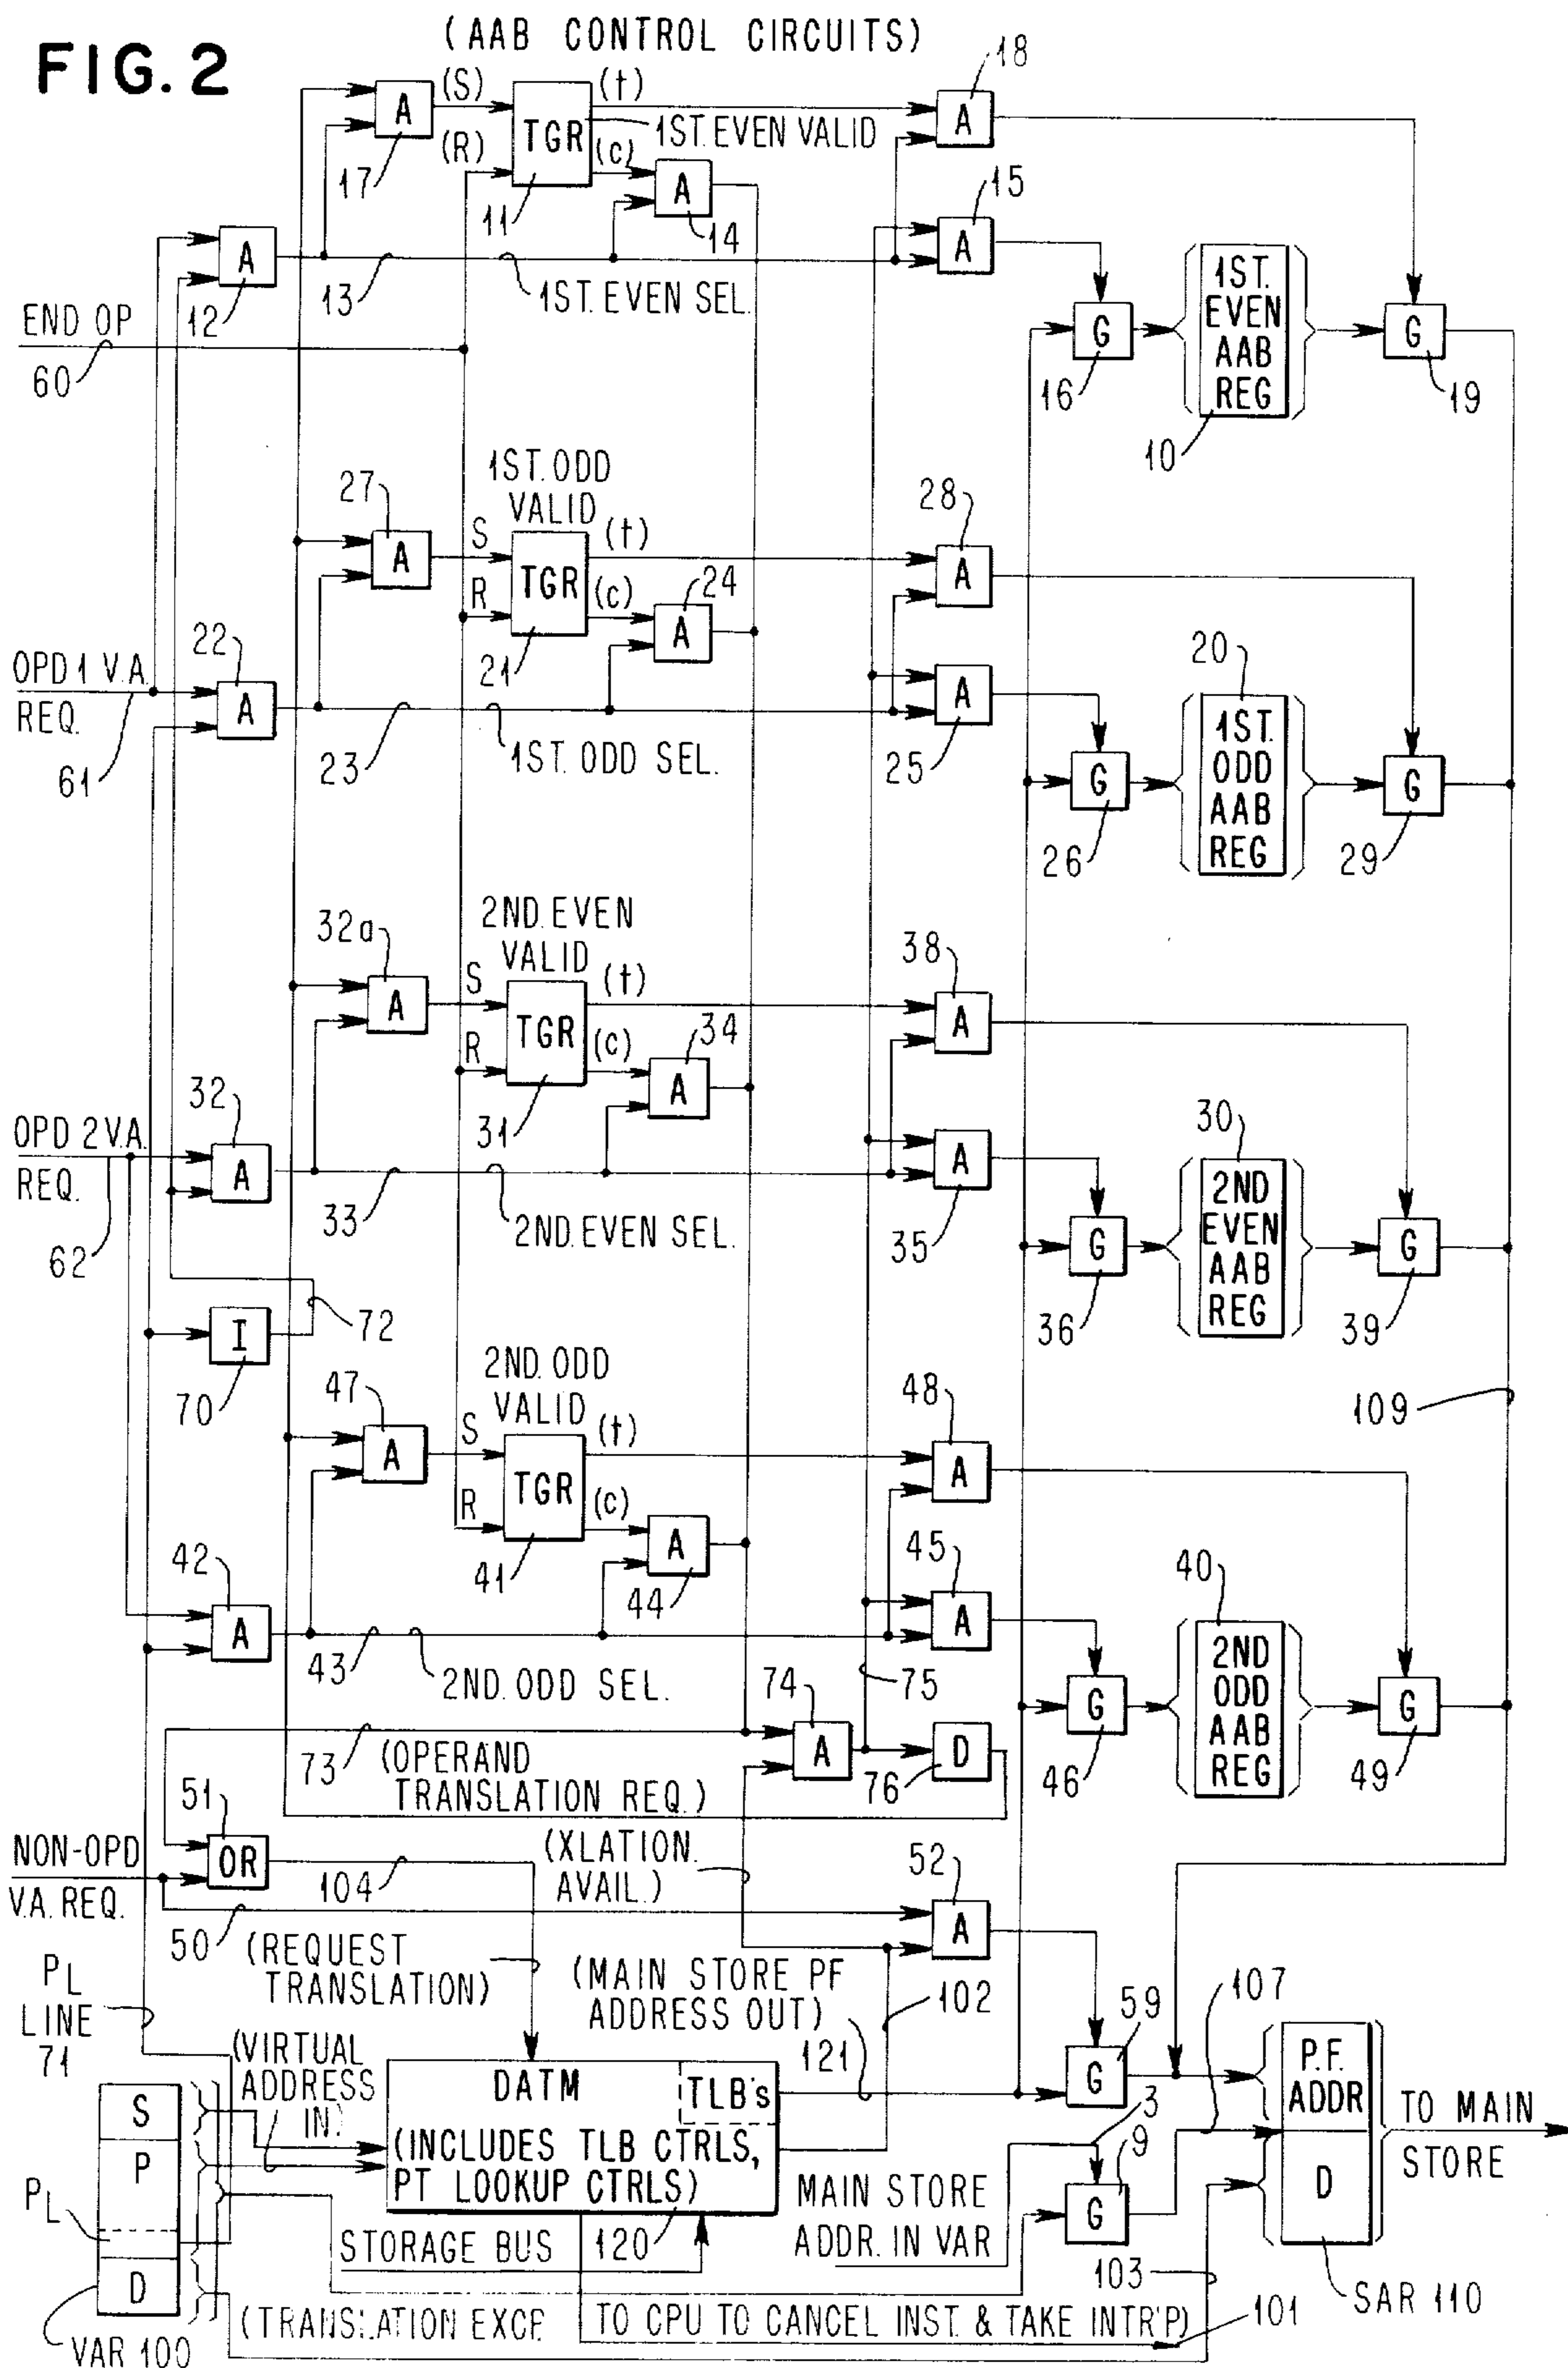 FIG. 2
(AAB CONTROL CIRCUITS)
18
A
(S)
TGR
(t)
1ST. EVEN VALID
A
17
(R)
11
(c)
A
14
15
A
A
12
13
1ST. EVEN SEL.
END OP
60
G
16
1ST.
EVEN
AAB
REG
10
G
19
27
A
1ST. ODD
VALID
S
R
TGR
21
(t)
(c)
24
A
28
A
OPD 1 V.A.
REQ.
61
22
A
23
1ST. ODD SEL.
A
25
G
26
20
1ST.
ODD
AAB
REG
G
29
32a
A
2ND. EVEN
VALID
S
R
TGR
31
(t)
(c)
34
A
38
A
OPD 2 V.A.
REQ.
62
32
A
33
2ND. EVEN SEL.
A
35
G
36
30
2ND
EVEN
AAB
REG
G
39
I
70
72
47
A
2ND. ODD
VALID
S
R
TGR
41
(t)
(c)
A
44
48
A
109
42
A
43
2ND. ODD SEL.
45
A
G
46
40
2ND
ODD
AAB
REG
G
49
73
(OPERAND
TRANSLATION REQ.)
74
A
75
D
76
NON-OPD
V.A. REQ.
51
OR
104
50
(XLATION
AVAIL.)
52
A
(REQUEST
TRANSLATION)
(MAIN STORE PF
ADDRESS OUT)
102
121
59
G
107
PL
LINE
71
(VIRTUAL
ADDRESS
IN)
DATM
TLB's
(INCLUDES TLB CTRLS,
PT LOOKUP CTRLS)
120
STORAGE BUS
3
9
G
MAIN STORE
ADDR. IN VAR
P.F.
ADDR
D
SAR 110
TO MAIN
STORE
S
P
PL
D
VAR 100
103
(TRANSLATION EXCP. TO CPU TO CANCEL INST. & TAKE INTR'P)
101